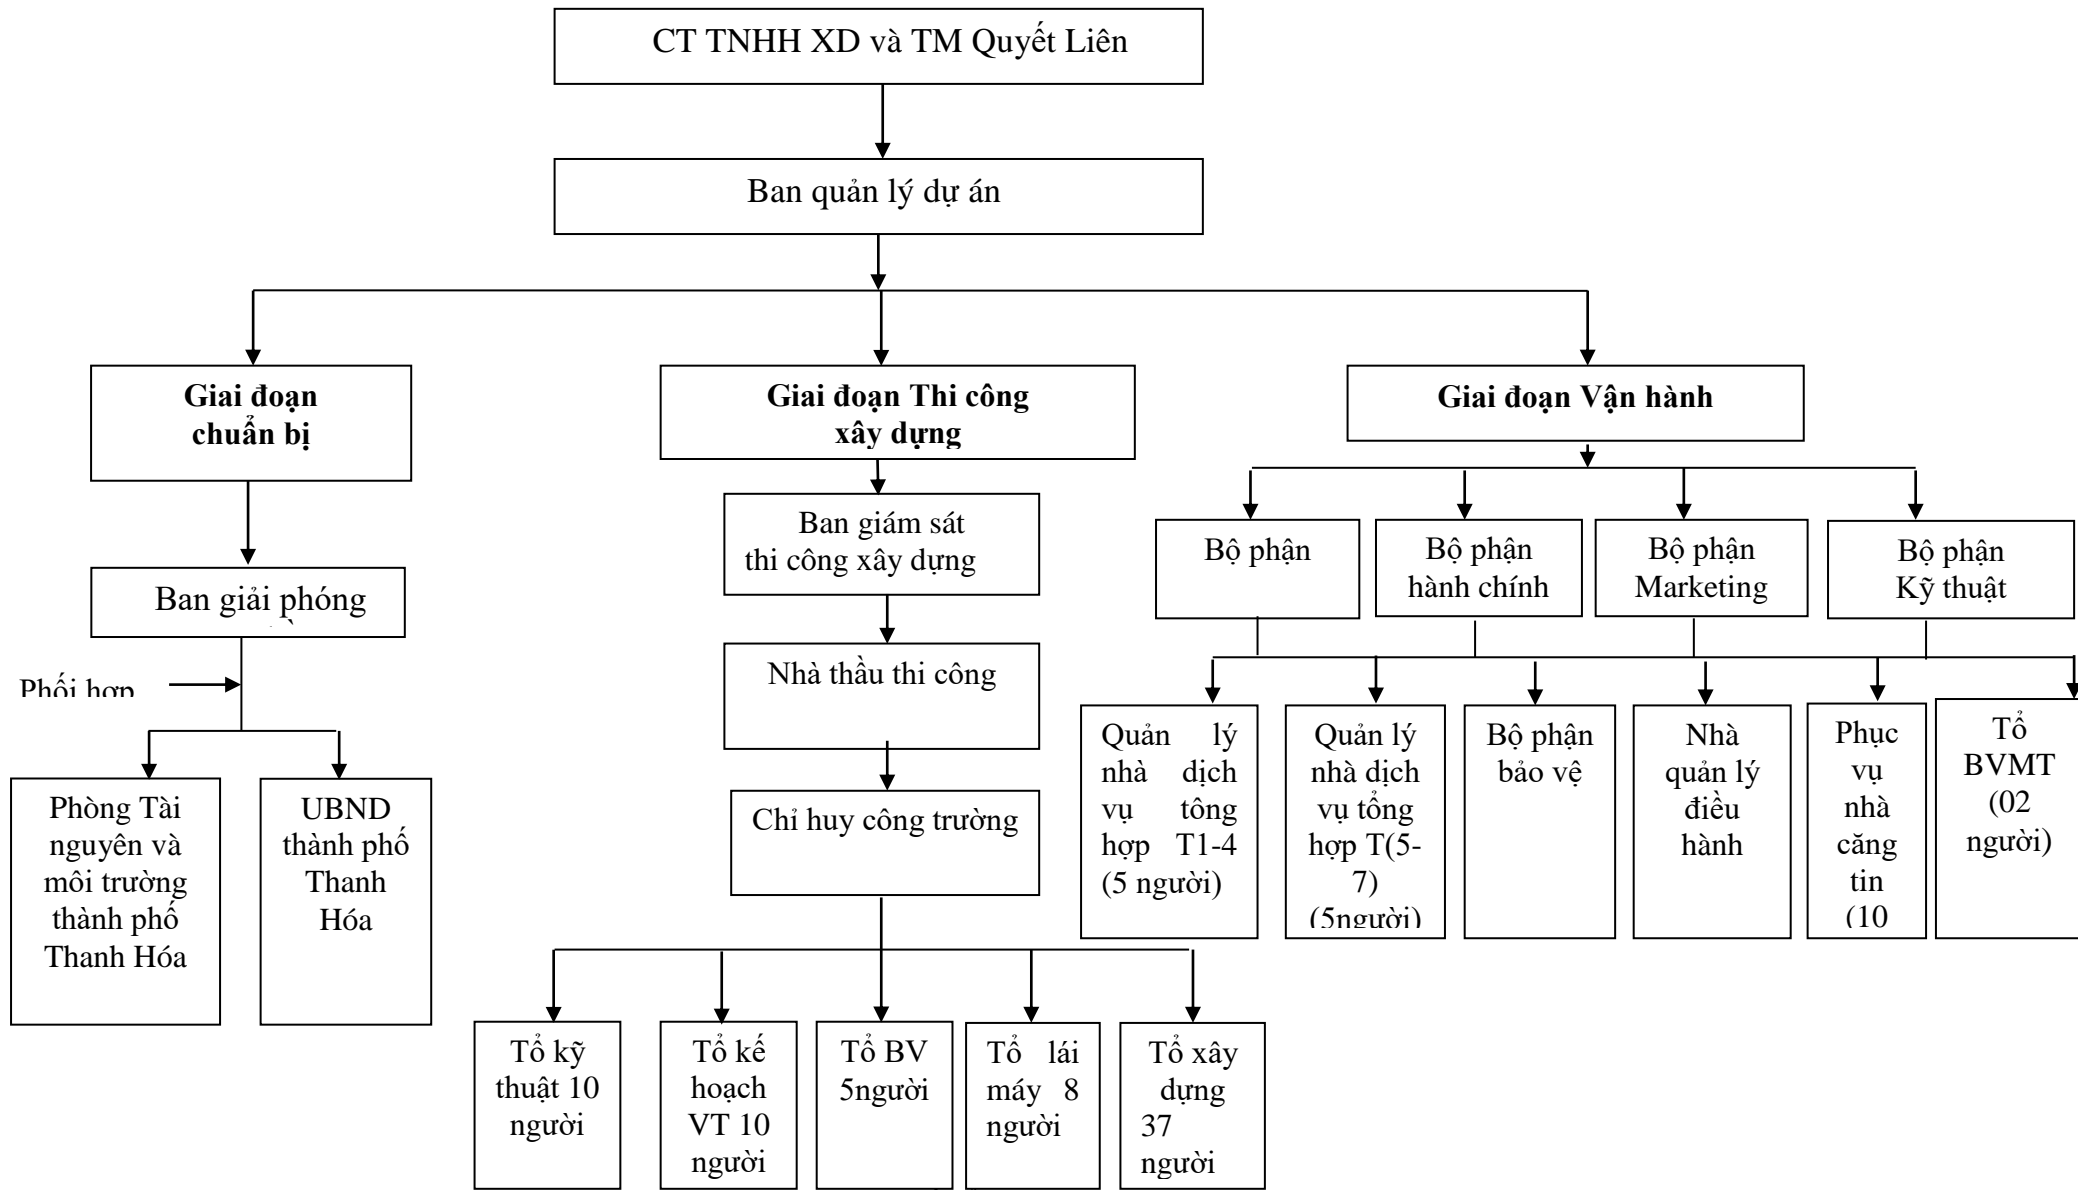 CT TNHH XD và TM Quyết Liên
Ban quản lý dự án
Giai đoạn
chuẩn bị
Giai đoạn Thi công
xây dựng
Giai đoạn Vận hành
Ban giải phóng
Phối hợp
Phòng Tài
nguyên và
môi trường
thành phố
Thanh Hóa
UBND
thành phố
Thanh
Hóa
Ban giám sát
thi công xây dựng
Nhà thầu thi công
Chỉ huy công trường
Tổ kỹ
thuật 10
người
Tổ kế
hoạch
VT 10
người
Tổ BV
5người
Tổ lái
máy 8
người
Tổ xây
dựng
37
người
Bộ phận
Bộ phận
hành chính
Bộ phận
Marketing
Bộ phận
Kỹ thuật
Quản lý
nhà dịch
vụ tông
hợp T1-4
(5 người)
Quản lý
nhà dịch
vụ tổng
hợp T(5-
7)
(5người)
Bộ phận
bảo vệ
Nhà
quản lý
điều
hành
Phục
vụ
nhà
căng
tin
(10
Tổ
BVMT
(02
người)